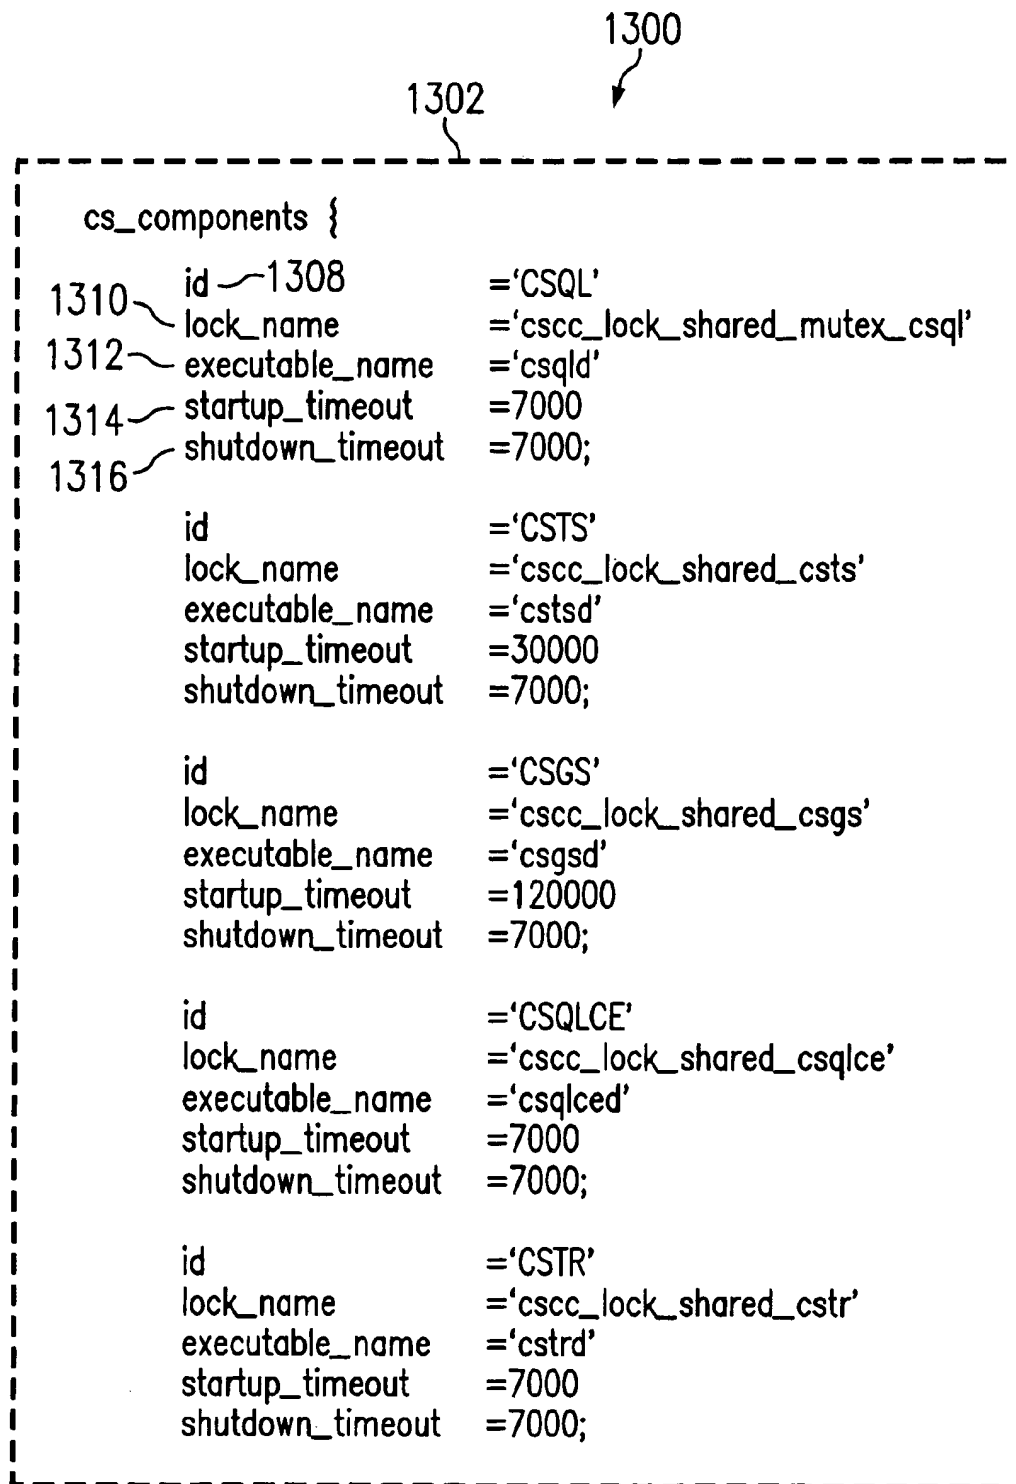 1300
1302
cs_components {
id 1308 ='CSQL'
1310 lock_name ='cscc_lock_shared_mutex_csql'
1312 executable_name ='csqld'
1314 startup_timeout =7000
1316 shutdown_timeout =7000;
id ='CSTS'
lock_name ='cscc_lock_shared_csts'
executable_name ='cstsd'
startup_timeout =30000
shutdown_timeout =7000;
id ='CSGS'
lock_name ='cscc_lock_shared_csgs'
executable_name ='csgsd'
startup_timeout =120000
shutdown_timeout =7000;
id ='CSQLCE'
lock_name ='cscc_lock_shared_csqlce'
executable_name ='csqlced'
startup_timeout =7000
shutdown_timeout =7000;
id ='CSTR'
lock_name ='cscc_lock_shared_cstr'
executable_name ='cstrd'
startup_timeout =7000
shutdown_timeout =7000;